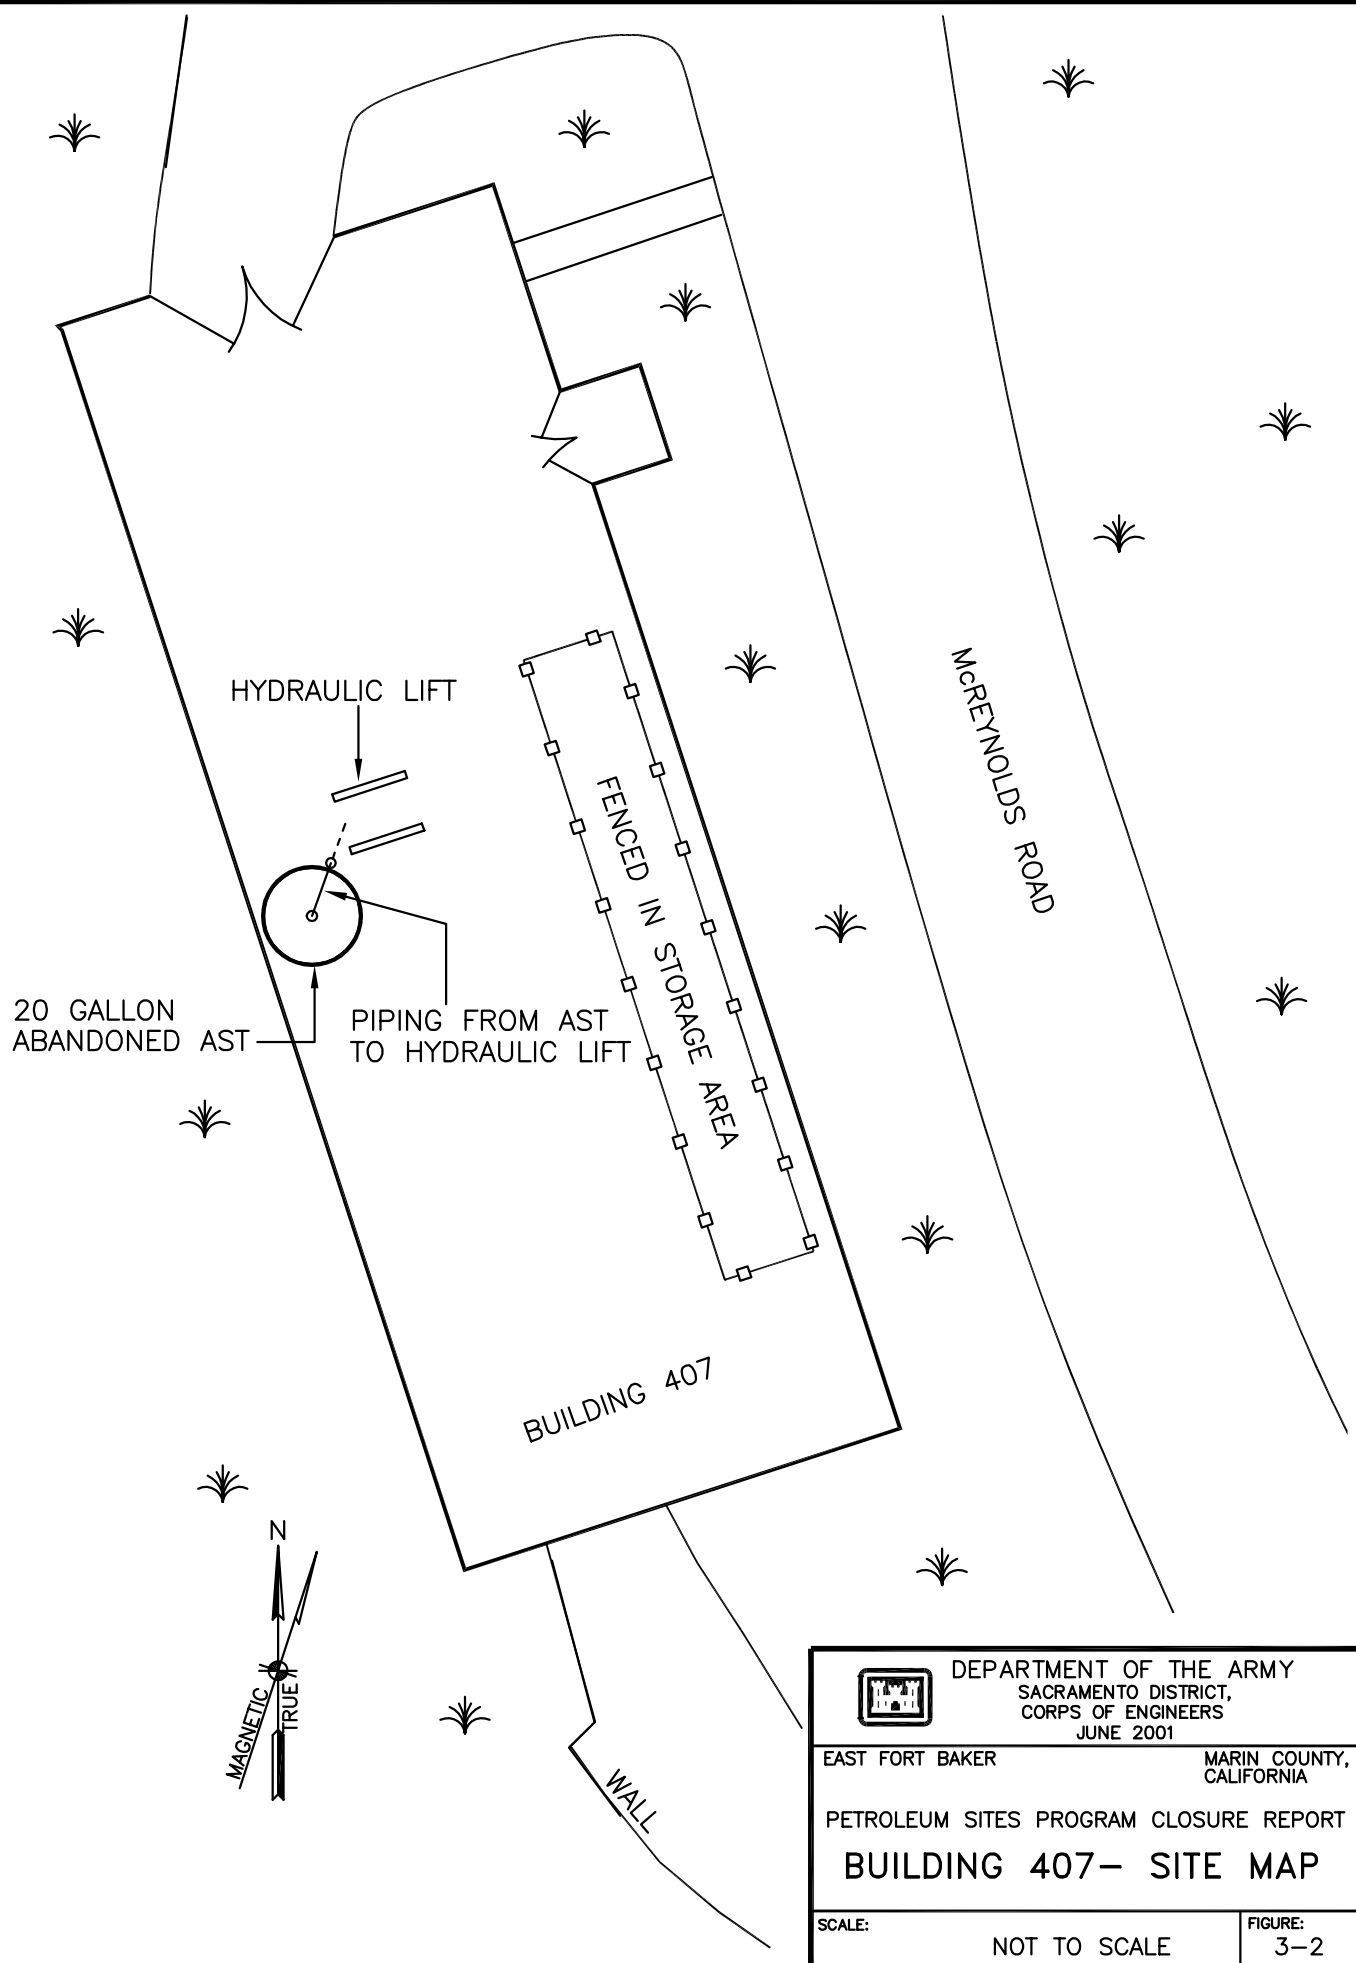 HYDRAULIC LIFT
McREYNOLDS ROAD
FENCED IN STORAGE AREA
20 GALLON
ABANDONED AST
PIPING FROM AST
TO HYDRAULIC LIFT
BUILDING 407
N
MAGNETIC
TRUE
WALL
DEPARTMENT OF THE ARMY
SACRAMENTO DISTRICT,
CORPS OF ENGINEERS
JUNE 2001
EAST FORT BAKER
MARIN COUNTY,
CALIFORNIA
PETROLEUM SITES PROGRAM CLOSURE REPORT
BUILDING 407- SITE MAP
SCALE:
NOT TO SCALE
FIGURE:
3-2